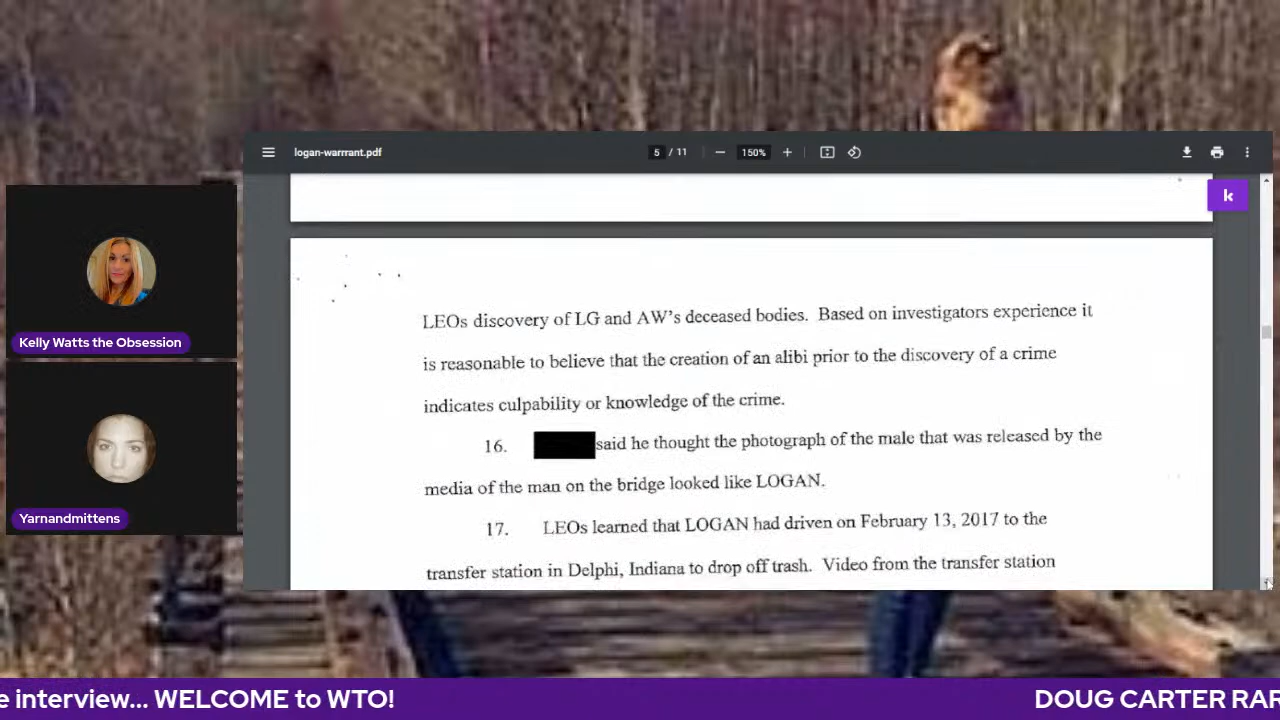 logan-warrrant.pdf
5 / 11
150%
k
LEOs discovery of LG and AW's deceased bodies. Based on investigators experience it
is reasonable to believe that the creation of an alibi prior to the discovery of a crime
indicates culpability or knowledge of the crime.
16. said he thought the photograph of the male that was released by the
media of the man on the bridge looked like LOGAN.
17. LEOs learned that LOGAN had driven on February 13, 2017 to the
transfer station in Delphi, Indiana to drop off trash. Video from the transfer station
Kelly Watts the Obsession
Yarnandmittens
e interview... WELCOME to WTO!
DOUG CARTER RAR